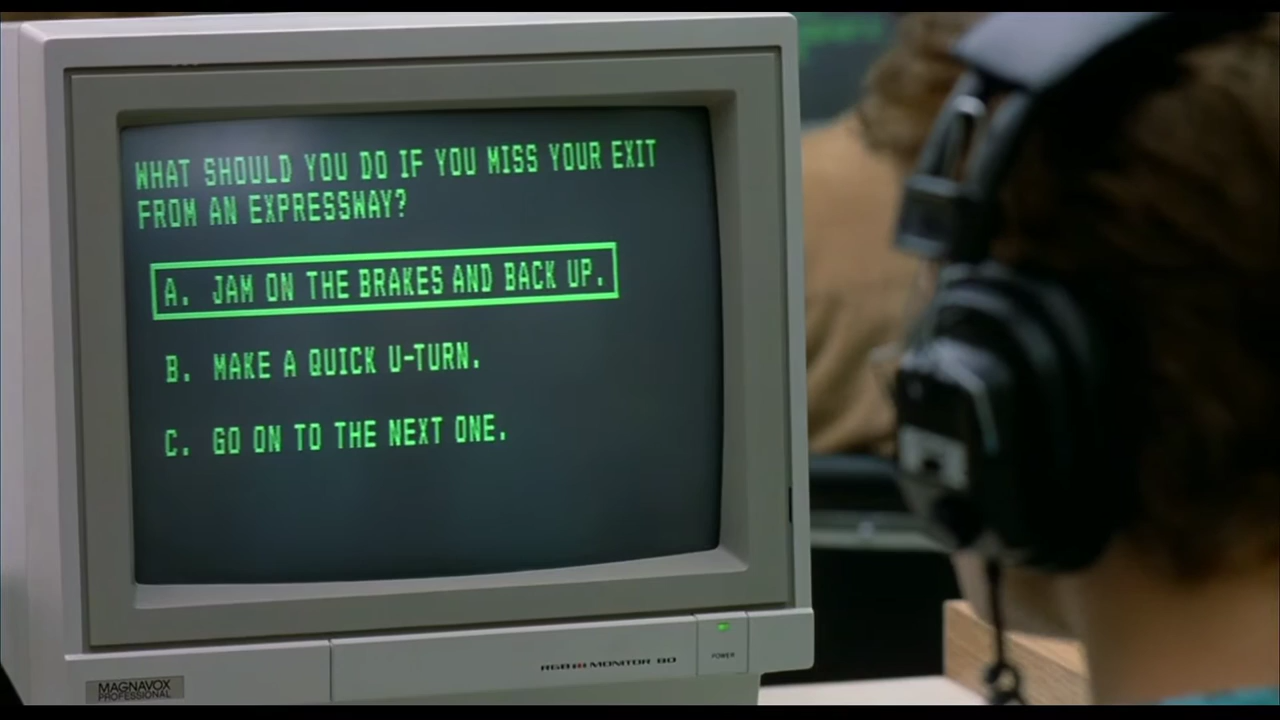 WHAT SHOULD YOU DO IF YOU MISS YOUR EXIT
FROM AN EXPRESSWAY?
A. JAM ON THE BRAKES AND BACK UP.
B. MAKE A QUICK U-TURN.
C. GO ON TO THE NEXT ONE.
RGB MONITOR 80
POWER
MAGNAVOX
PROFESSIONAL